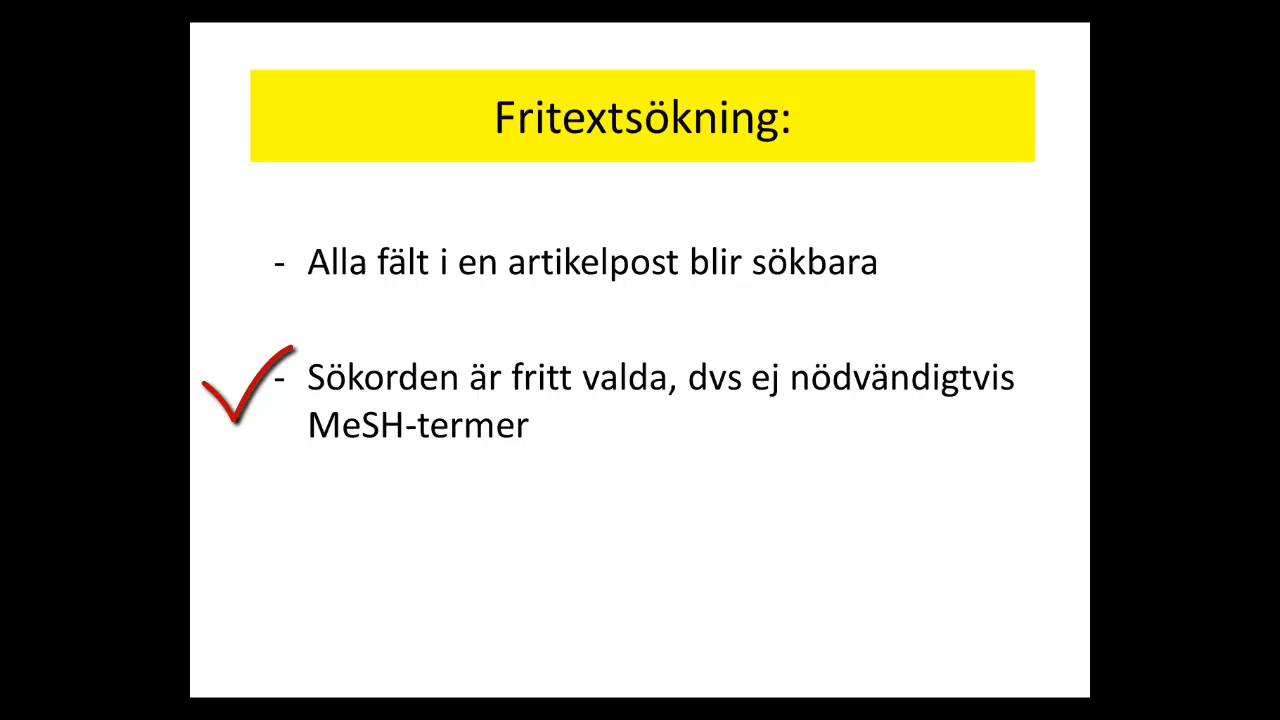 Fritextsökning:
- Alla fält i en artikelpost blir sökbara
- Sökorden är fritt valda, dvs ej nödvändigtvis
MeSH-termer